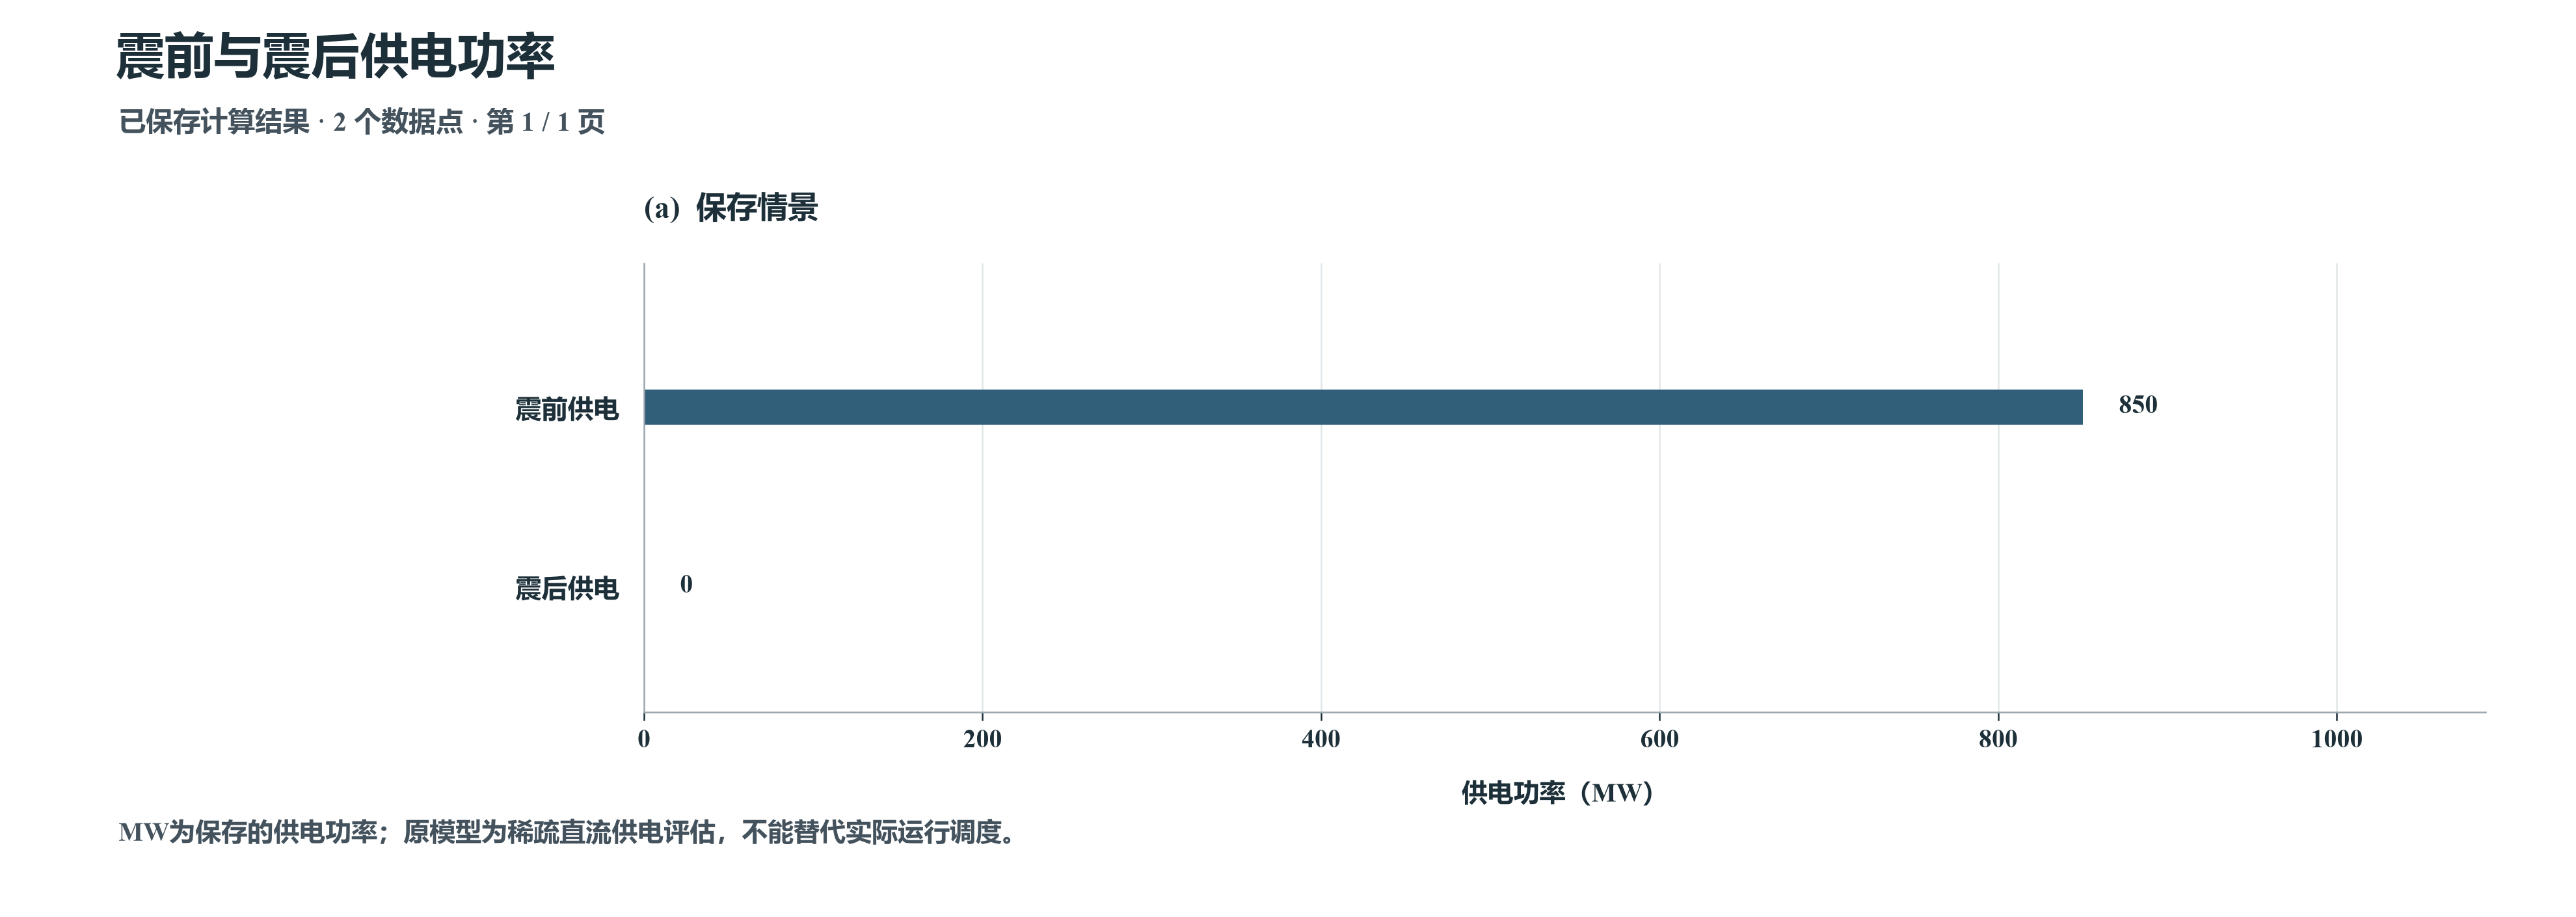 震前与震后供电功率
已保存计算结果 · 2 个数据点 · 第 1 / 1 页
(a) 保存情景
震前供电
850
震后供电
0
0 200 400 600 800 1000
供电功率（MW）
MW为保存的供电功率；原模型为稀疏直流供电评估，不能替代实际运行调度。